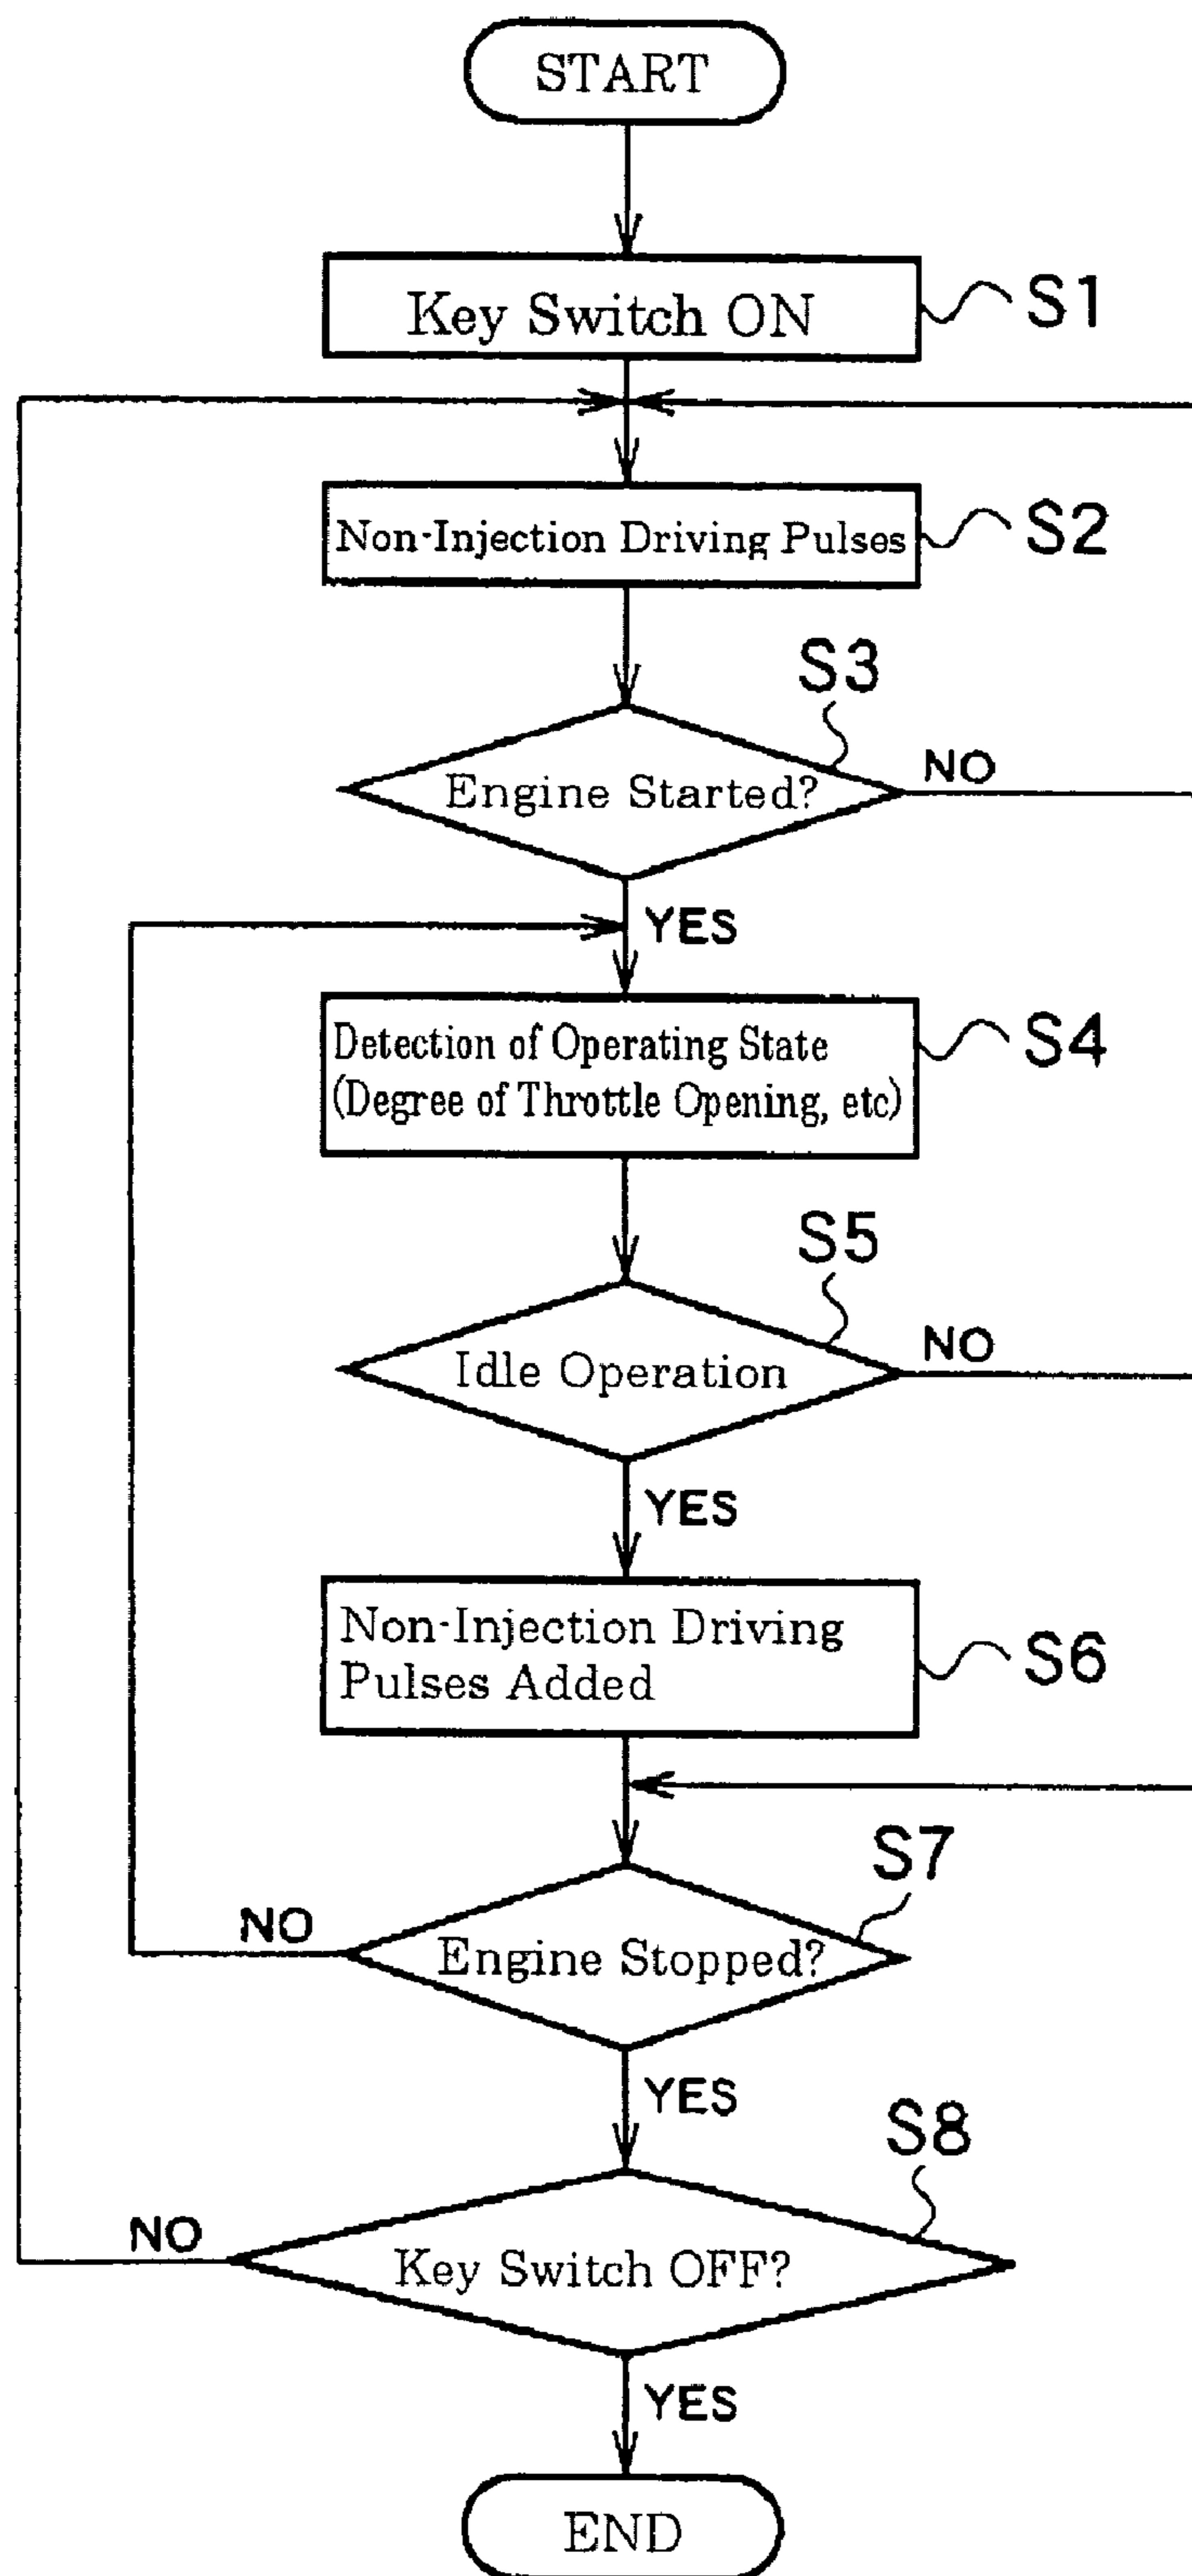 START
Key Switch ON
S1
Non-Injection Driving Pulses
S2
S3
Engine Started?
NO
YES
Detection of Operating State
(Degree of Throttle Opening, etc)
S4
S5
Idle Operation
NO
YES
Non-Injection Driving
Pulses Added
S6
S7
NO
Engine Stopped?
YES
S8
NO
Key Switch OFF?
YES
END